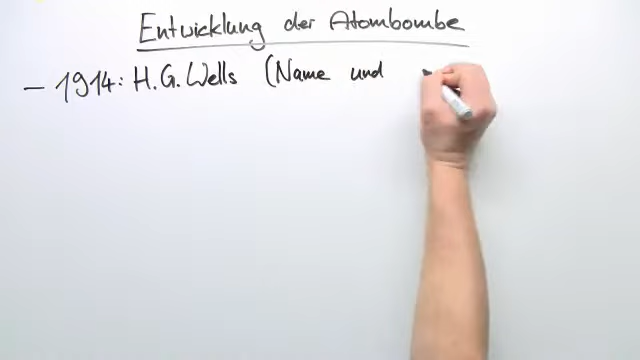 Entwicklung der Atombombe
– 1914: H.G. Wells (Name und